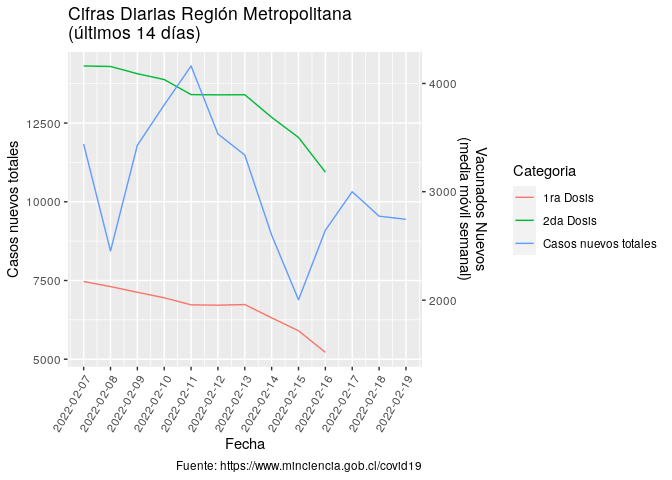 Cifras Diarias Región Metropolitana
(últimos 14 días)
Casos nuevos totales
12500
10000
7500
5000
4000
3000
2000
Vacunados Nuevos
(media móvil semanal)
Categoria
1ra Dosis
2da Dosis
Casos nuevos totales
2022-02-07
2022-02-08
2022-02-09
2022-02-10
2022-02-11
2022-02-12
2022-02-13
2022-02-14
2022-02-15
2022-02-16
2022-02-17
2022-02-18
2022-02-19
Fecha
Fuente: https://www.minciencia.gob.cl/covid19